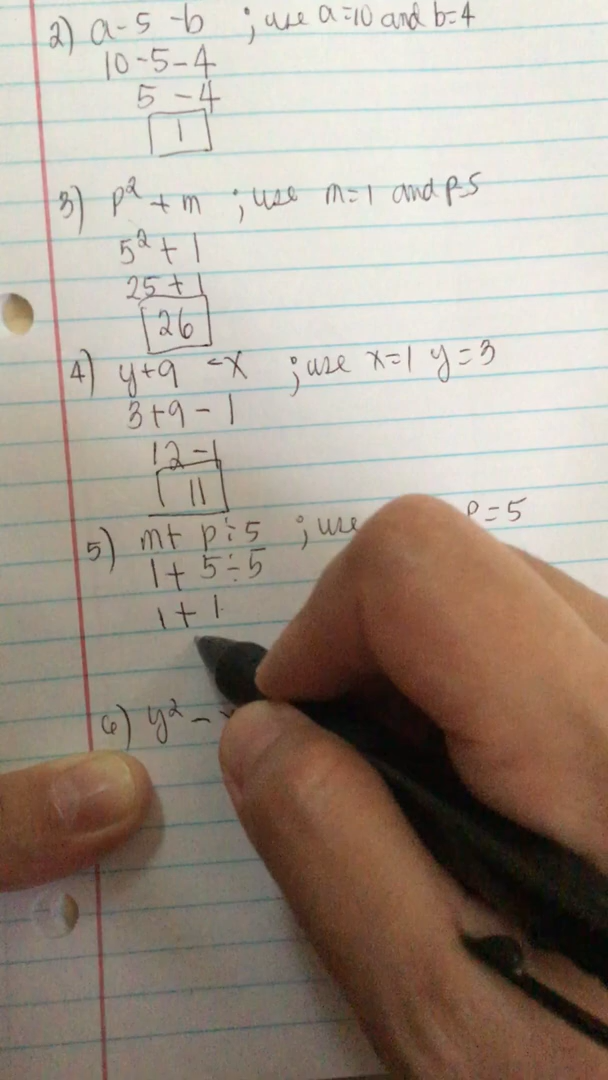 2) a-5 -b ; use a=10 and b=4
10-5-4
5 -4
1
3) p² + m ; use m=1 and p=5
5² + 1
25 + 1
26
4) y+9 -x ; use x=1 y=3
3+9-1
12-1
11
5) m+ p÷5 ; use p=5
1 + 5÷5
1 + 1
6) y² -